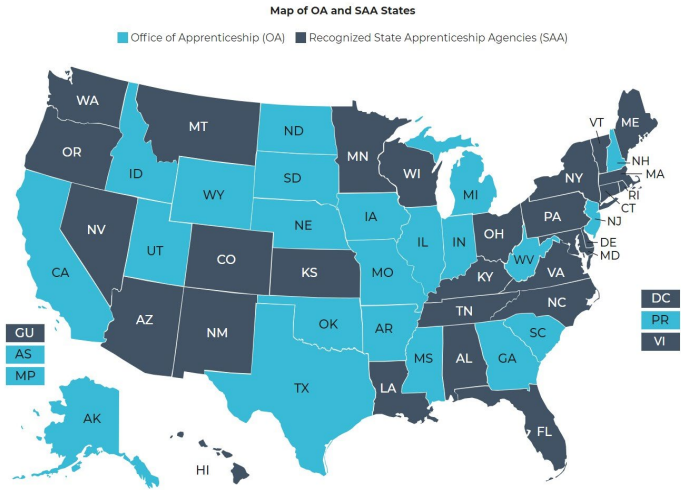 Map of OA and SAA States
Office of Apprenticeship (OA) Recognized State Apprenticeship Agencies (SAA)
WA
MT
ND
MN
VT
ME
OR
ID
SD
WI
MI
NY
NH
MA
RI
CT
WY
NE
IA
PA
NJ
NV
UT
CO
KS
MO
IL
IN
OH
WV
VA
DE
MD
CA
KY
NC
DC
AZ
NM
OK
AR
TN
SC
PR
GU
AS
MP
TX
LA
MS
AL
GA
VI
AK
HI
FL